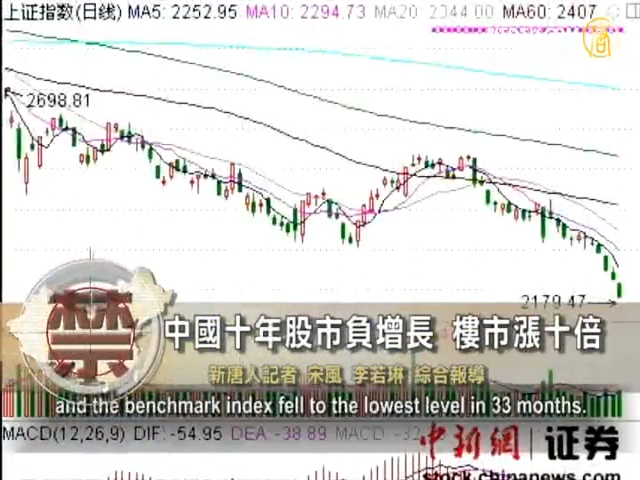 上证指数(日线) MA5: 2252.95 MA10: 2294.73 MA20: 2344.00 MA60: 2407
2698.81
2179.47
禁
中國十年股市負增長 樓市漲十倍
新唐人記者 宋風 李若琳 綜合報導
and the benchmark index fell to the lowest level in 33 months.
MACD(12,26,9) DIF: -54.95 DEA -38.89 MACD
中新網 证券
stock.chinanews.com